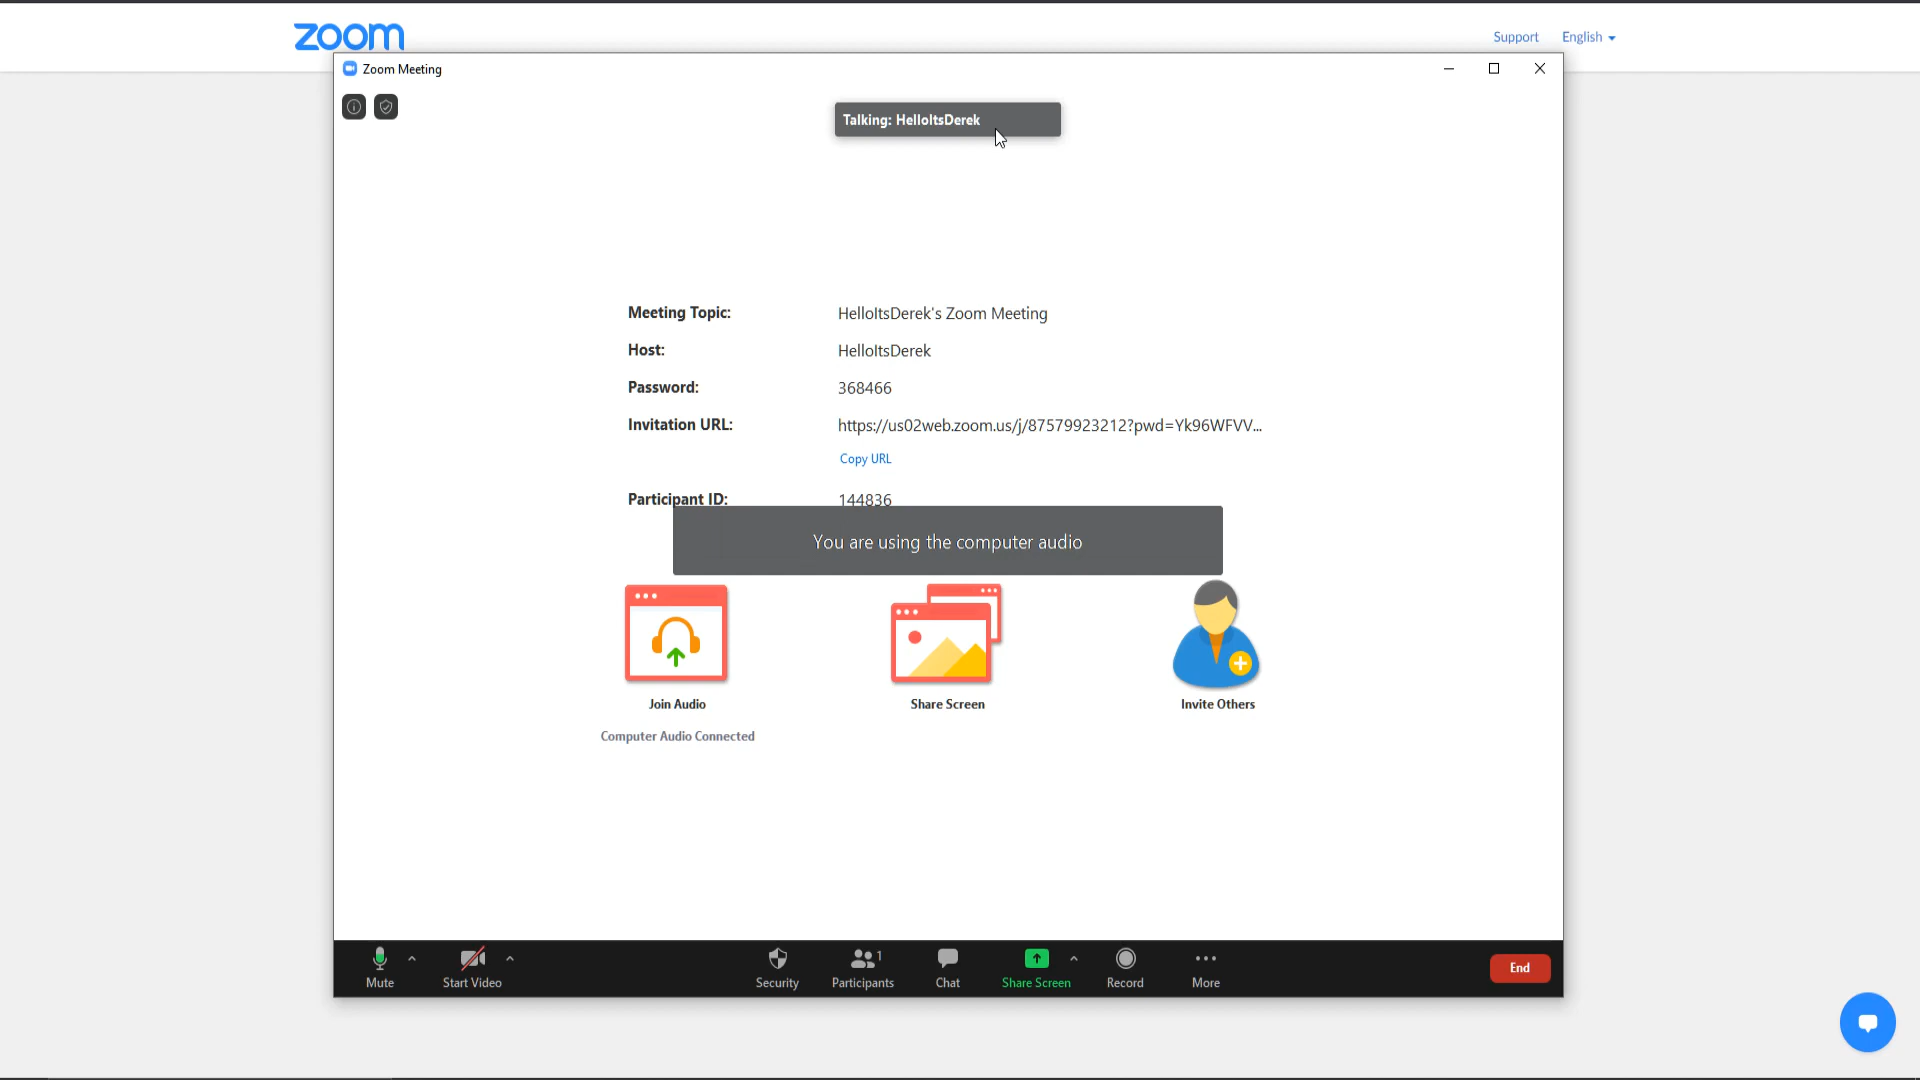 zoom
Support English
Zoom Meeting
Talking: HelloItsDerek
Meeting Topic: HelloItsDerek's Zoom Meeting
Host: HelloItsDerek
Password: 368466
Invitation URL: https://us02web.zoom.us/j/87579923212?pwd=Yk96WFVV...
Copy URL
Participant ID: 144836
You are using the computer audio
Join Audio Share Screen Invite Others
Computer Audio Connected
1
Mute Start Video Security Participants Chat Share Screen Record More End